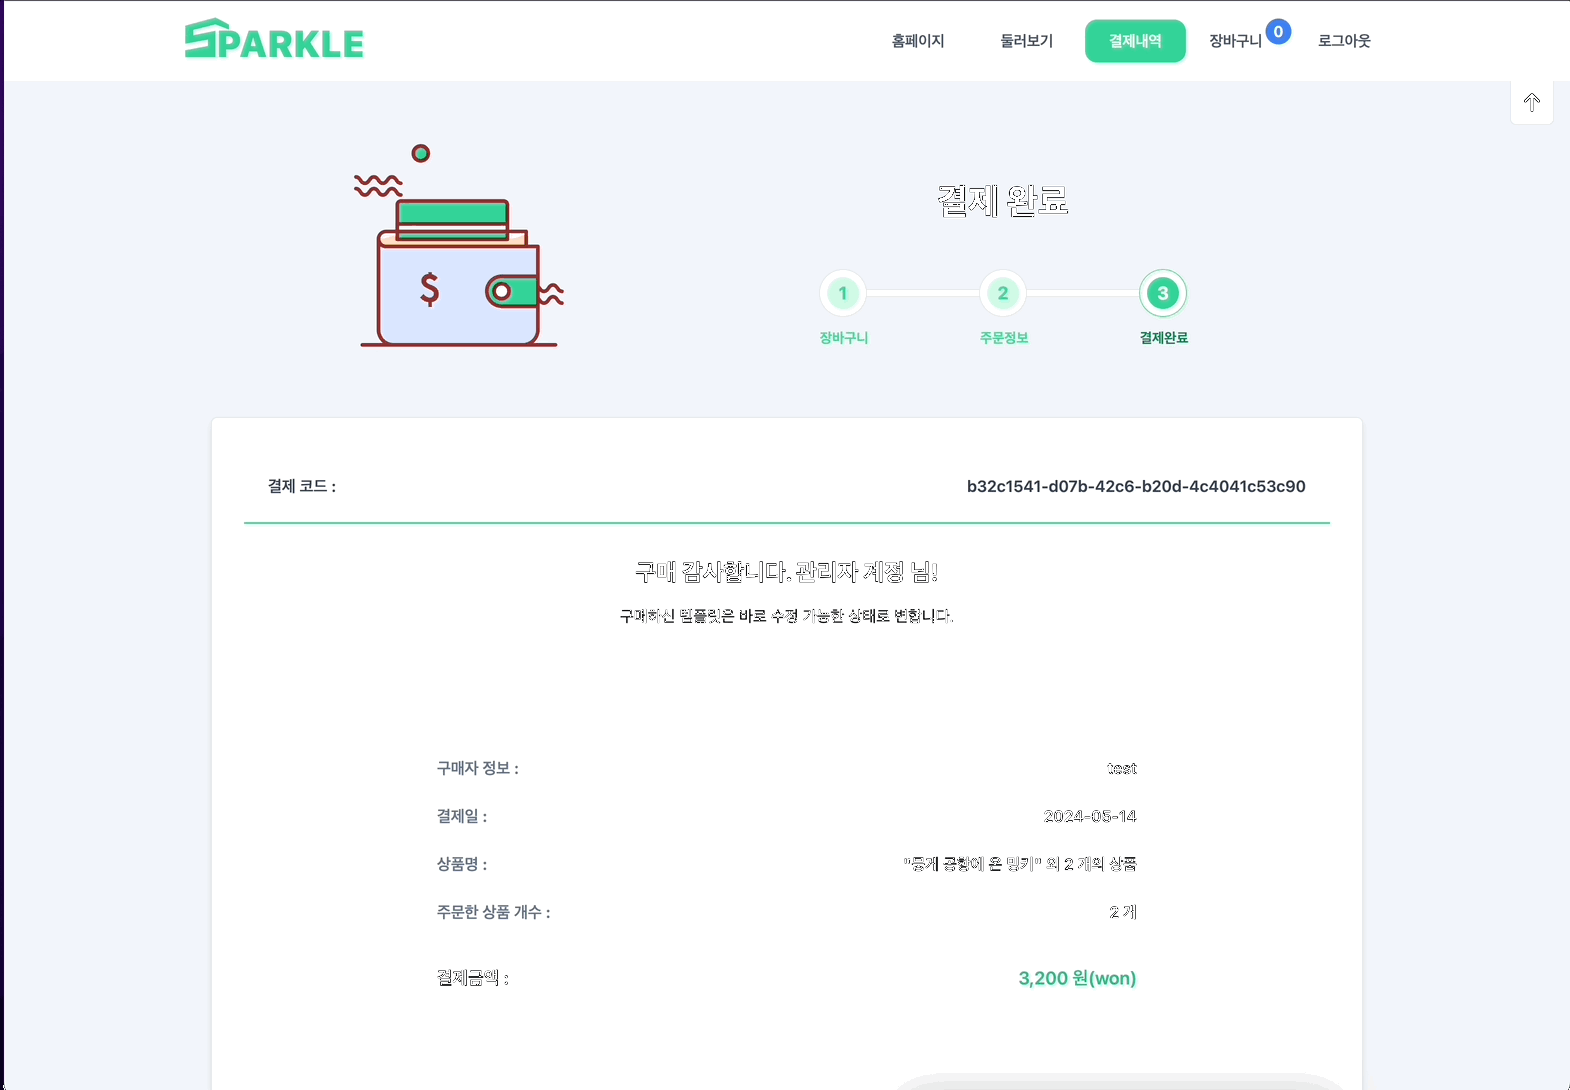 SPARKLE
홈페이지
둘러보기
결제내역
장바구니 0
로그아웃
$
결제 완료
1
2
3
장바구니
주문정보
결제완료
결제 코드 :
b32c1541-d07b-42c6-b20d-4c4041c53c90
구매 감사합니다. 관리자 계정 님!
구매하신 템플릿은 바로 수정 가능한 상태로 변합니다.
구매자 정보 :
test
결제일 :
2024-05-14
상품명 :
공항에 온 밍키" 외 2 개의 상품
주문한 상품 개수 :
2 개
결제금액 :
3,200 원(won)